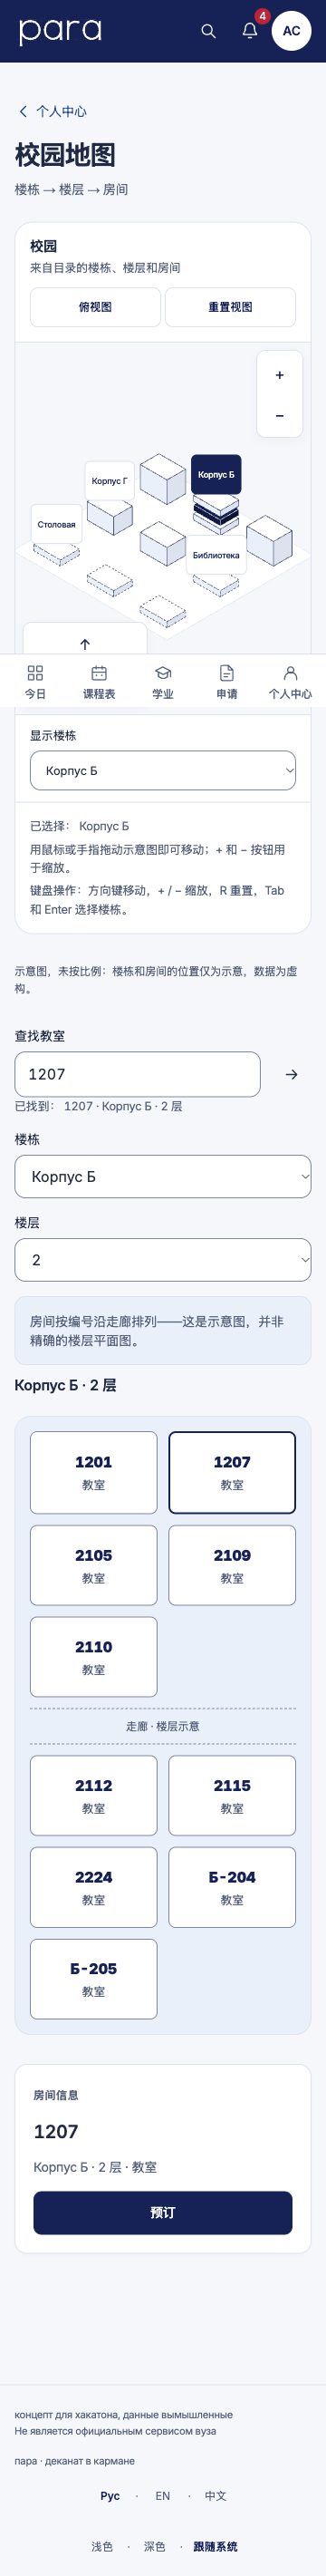 para
4
AC
个人中心
校园地图
楼栋 → 楼层 → 房间
校园
来自目录的楼栋、楼层和房间
俯视图
重置视图
+
−
Корпус Г
Корпус Б
Столовая
Библиотека
↑
今日
课程表
学业
申请
个人中心
显示楼栋
Корпус Б
已选择： Корпус Б
用鼠标或手指拖动示意图即可移动；+ 和 − 按钮用
于缩放。
键盘操作：方向键移动，+ / − 缩放，R 重置，Tab
和 Enter 选择楼栋。
示意图，未按比例：楼栋和房间的位置仅为示意，数据为虚
构。
查找教室
1207
→
已找到： 1207 · Корпус Б · 2 层
楼栋
Корпус Б
楼层
2
房间按编号沿走廊排列——这是示意图，并非
精确的楼层平面图。
Корпус Б · 2 层
1201
教室
1207
教室
2105
教室
2109
教室
2110
教室
走廊 · 楼层示意
2112
教室
2115
教室
2224
教室
Б-204
教室
Б-205
教室
房间信息
1207
Корпус Б · 2 层 · 教室
预订
концепт для хакатона, данные вымышленные
Не является официальным сервисом вуза
пара · деканат в кармане
Рус · EN · 中文
浅色 · 深色 · 跟随系统